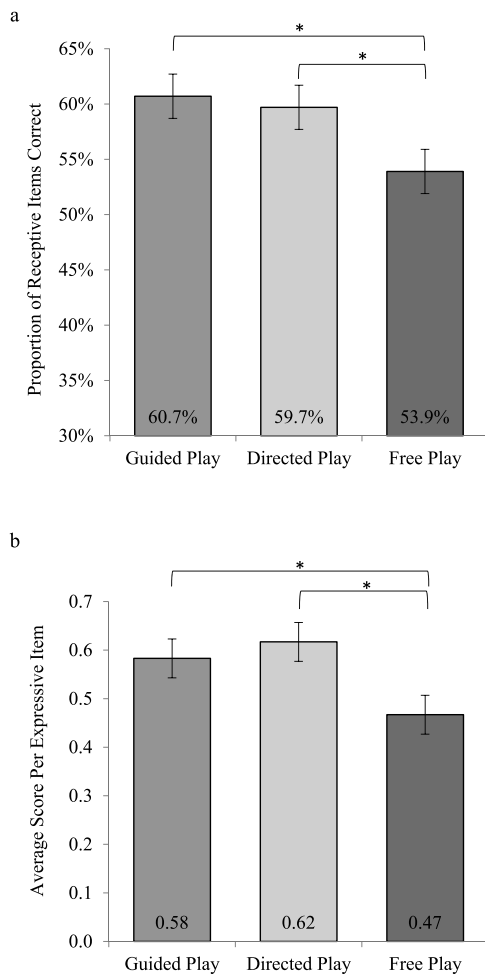 a
*
*
65%
60%
55%
50%
45%
40%
35%
30%
Proportion of Receptive Items Correct
60.7% 59.7% 53.9%
Guided Play Directed Play Free Play
b
*
*
0.7
0.6
0.5
0.4
0.3
0.2
0.1
0.0
Average Score Per Expressive Item
0.58 0.62 0.47
Guided Play Directed Play Free Play